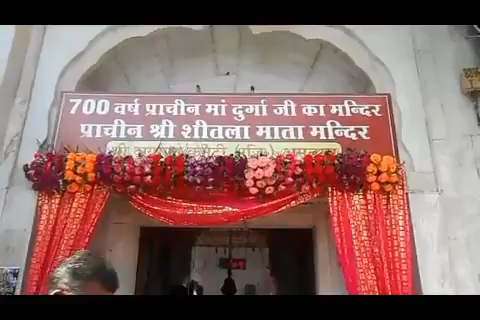 700 वर्ष प्राचीन मां दुर्गा जी का मन्दिर
प्राचीन श्री शीतला माता मन्दिर